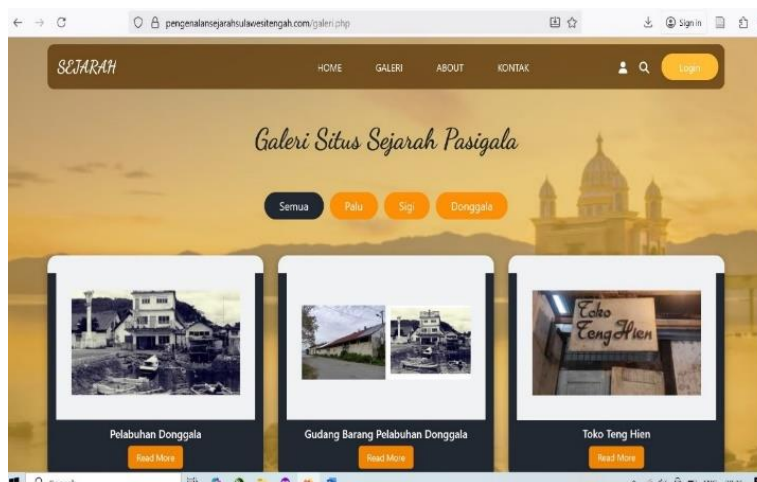 pengenalansejarahsulawesitengah.com/galeri.php
Sign in
SEJARAH
HOME GALERI ABOUT KONTAK
Login
Galeri Situs Sejarah Pasigala
Semua Palu Sigi Donggala
Toko
Teng Hien
Pelabuhan Donggala
Gudang Barang Pelabuhan Donggala
Toko Teng Hien
Read More
Read More
Read More